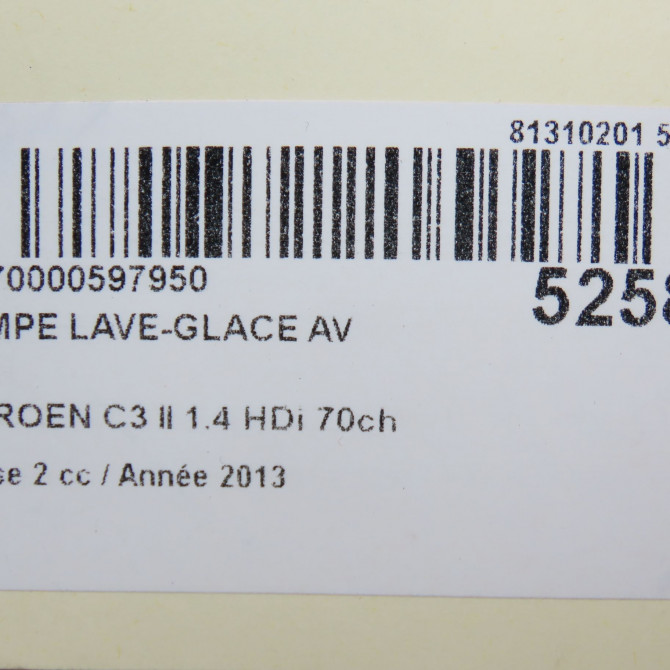 81310201 5
70000597950
5258
MPE LAVE-GLACE AV
ROEN C3 II 1.4 HDi 70ch
se 2 cc / Année 2013